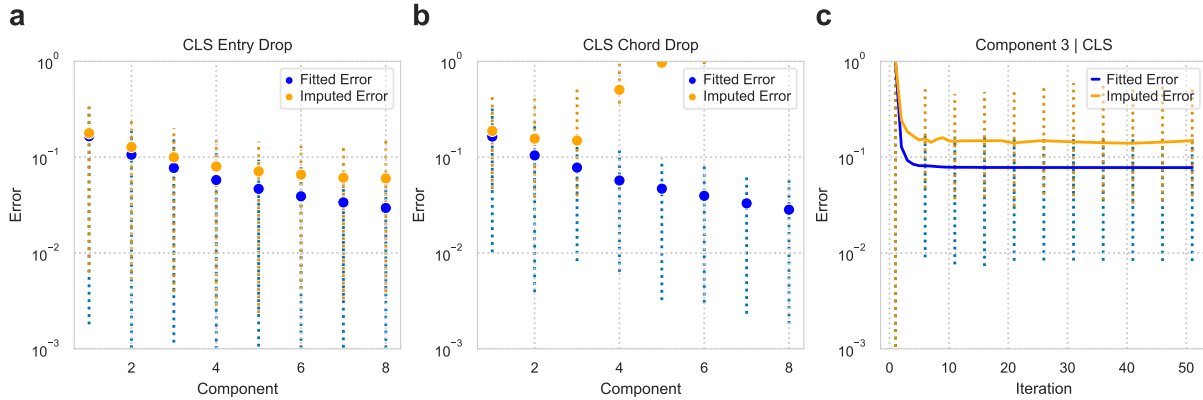 a
CLS Entry Drop
Error
10^0
10^-1
10^-2
10^-3
Fitted Error
Imputed Error
2
4
6
8
Component
b
CLS Chord Drop
Error
10^0
10^-1
10^-2
10^-3
Fitted Error
Imputed Error
2
4
6
8
Component
c
Component 3 | CLS
Error
10^0
10^-1
10^-2
10^-3
Fitted Error
Imputed Error
0
10
20
30
40
50
Iteration